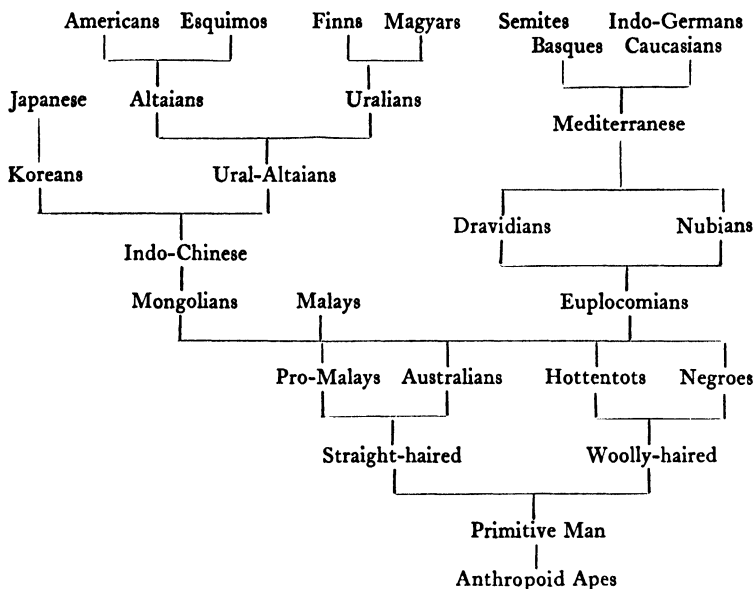 Americans Esquimos Finns Magyars Semites Indo-Germans
Basques Caucasians
Japanese Altaians Uralians
Mediterranese
Koreans Ural-Altaians
Dravidians Nubians
Indo-Chinese
Mongolians Malays Euplocomians
Pro-Malays Australians Hottentots Negroes
Straight-haired Woolly-haired
Primitive Man
Anthropoid Apes